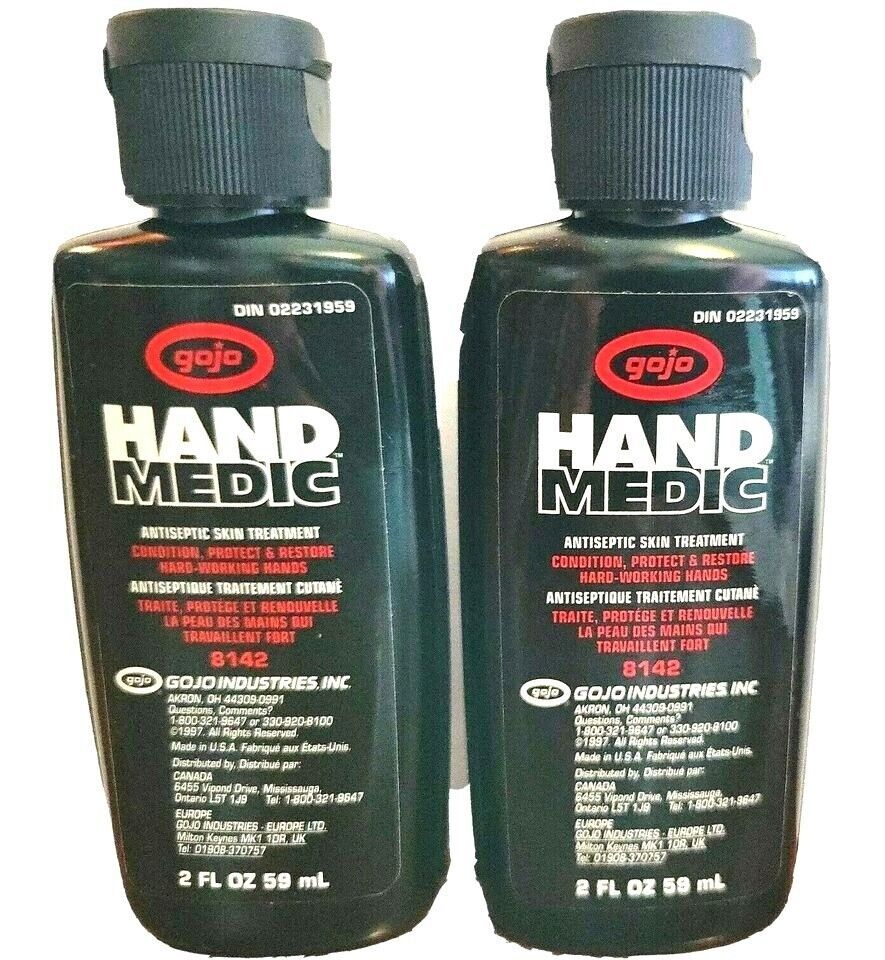 DIN 02231959
gojo
HAND
MEDIC™
ANTISEPTIC SKIN TREATMENT
CONDITION, PROTECT & RESTORE
HARD-WORKING HANDS
ANTISEPTIQUE TRAITEMENT CUTANÈ
TRAITE, PROTÉGE ET RENOUVELLE
LA PEAU DES MAINS QUI
TRAVAILLENT FORT
8142
gojo GOJO INDUSTRIES, INC.
AKRON, OH 44309-0991
Questions, Comments?
1-800-321-9647 or 330-920-8100
©1997. All Rights Reserved.
Made in U.S.A. Fabriqué aux États-Unis.
Distributed by, Distribué par:
CANADA
6455 Vipond Drive, Mississauga,
Ontario L5T 1J9 Tel: 1-800-321-9647
EUROPE
GOJO INDUSTRIES - EUROPE LTD.
Milton Keynes MK1 1DR, UK
Tel: 01908-370757
2 FL OZ 59 mL
DIN 02231959
gojo
HAND
MEDIC™
ANTISEPTIC SKIN TREATMENT
CONDITION, PROTECT & RESTORE
HARD-WORKING HANDS
ANTISEPTIQUE TRAITEMENT CUTANÈ
TRAITE, PROTÉGE ET RENOUVELLE
LA PEAU DES MAINS QUI
TRAVAILLENT FORT
8142
gojo GOJO INDUSTRIES, INC
AKRON, OH 44309-0991
Questions, Comments?
1-800-321-9647 or 330-920-8100
©1997. All Rights Reserved.
Made in U.S.A. Fabriqué aux États-Unis.
Distributed by, Distribué par:
CANADA
6455 Vipond Drive, Mississauga,
Ontario L5T 1J9 Tel: 1-800-321-9647
EUROPE
GOJO INDUSTRIES - EUROPE LTD.
Milton Keynes MK1 1DR, UK
Tel: 01908-370757
2 FL OZ 59 mL